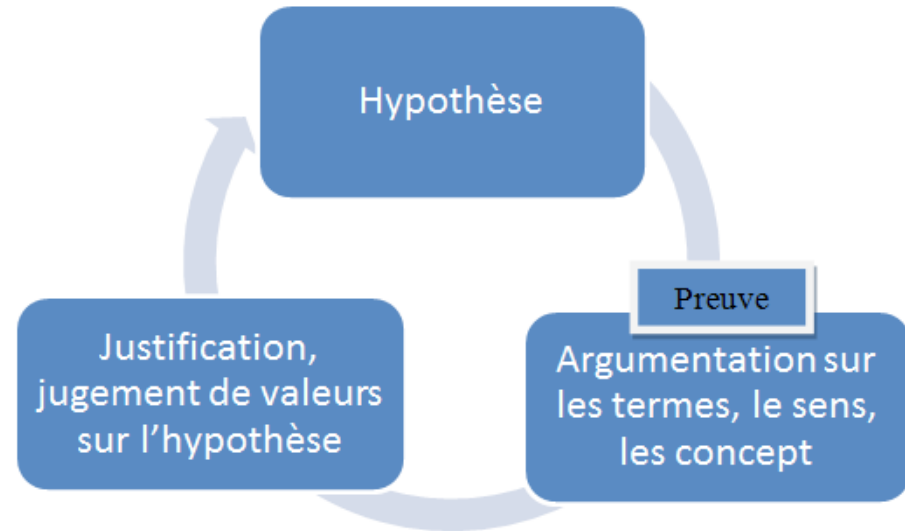 Hypothèse
Preuve
Argumentation sur
les termes, le sens,
les concept
Justification,
jugement de valeurs
sur l'hypothèse